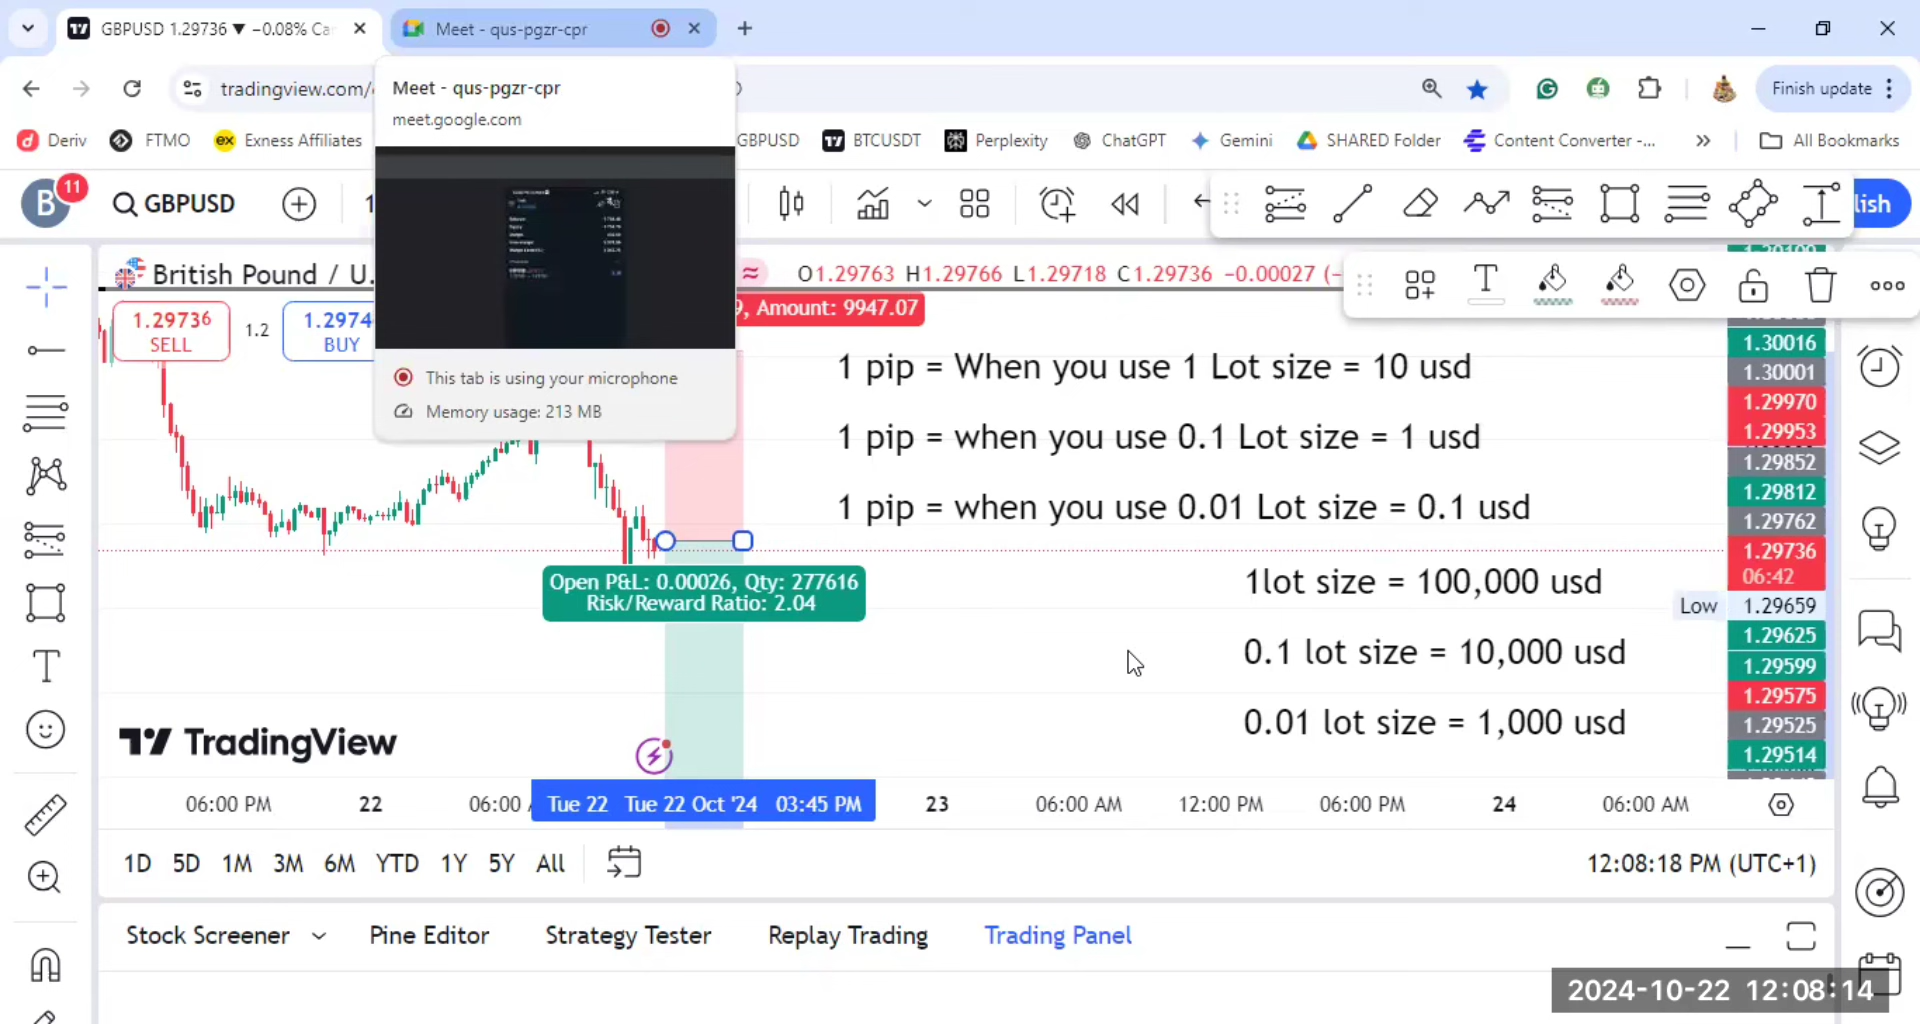 GBPUSD 1.29736 ▼ −0.08% Ca
Meet - qus-pgzr-cpr
tradingview.com/
Finish update
Meet - qus-pgzr-cpr
meet.google.com
Deriv
FTMO
Exness Affiliates
GBPUSD
BTCUSDT
Perplexity
ChatGPT
Gemini
SHARED Folder
Content Converter -...
All Bookmarks
B
11
GBPUSD
1
lish
British Pound / U.
O1.29763 H1.29766 L1.29718 C1.29736 −0.00027 (−
9, Amount: 9947.07
1.29736
SELL
1.2
1.2974
BUY
This tab is using your microphone
Memory usage: 213 MB
1 pip = When you use 1 Lot size = 10 usd
1 pip = when you use 0.1 Lot size = 1 usd
1 pip = when you use 0.01 Lot size = 0.1 usd
1lot size = 100,000 usd
0.1 lot size = 10,000 usd
0.01 lot size = 1,000 usd
Open P&L: 0.00026, Qty: 277616
Risk/Reward Ratio: 2.04
1.30016
1.30001
1.29970
1.29953
1.29852
1.29812
1.29762
1.29736
06:42
Low 1.29659
1.29625
1.29599
1.29575
1.29525
1.29514
TradingView
06:00 PM
22
06:00
Tue 22 Tue 22 Oct '24 03:45 PM
23
06:00 AM
12:00 PM
06:00 PM
24
06:00 AM
1D 5D 1M 3M 6M YTD 1Y 5Y All
12:08:18 PM (UTC+1)
Stock Screener
Pine Editor
Strategy Tester
Replay Trading
Trading Panel
2024-10-22 12:08:14